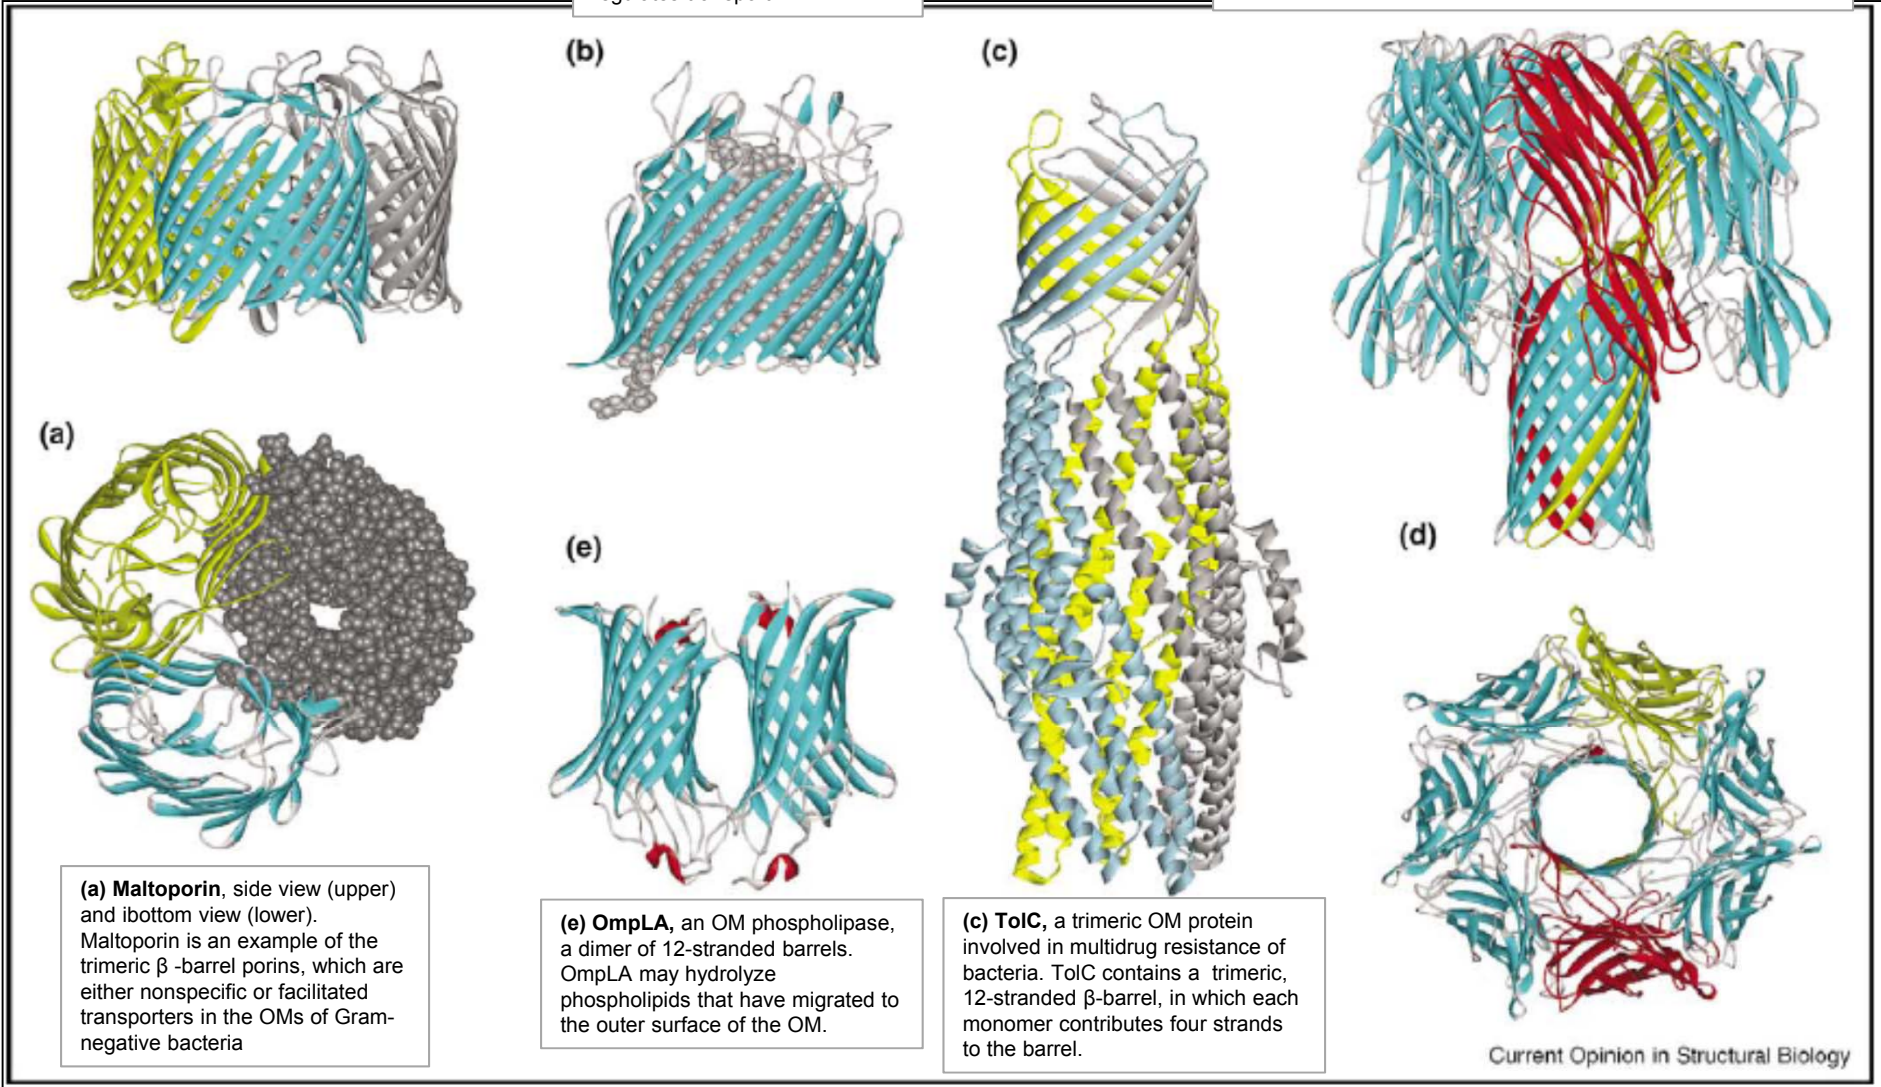 (b)
(c)
(a)
(e)
(d)
(a) Maltoporin, side view (upper)
and ibottom view (lower).
Maltoporin is an example of the
trimeric β -barrel porins, which are
either nonspecific or facilitated
transporters in the OMs of Gram-
negative bacteria
(e) OmpLA, an OM phospholipase,
a dimer of 12-stranded barrels.
OmpLA may hydrolyze
phospholipids that have migrated to
the outer surface of the OM.
(c) TolC, a trimeric OM protein
involved in multidrug resistance of
bacteria. TolC contains a  trimeric,
12-stranded β-barrel, in which each
monomer contributes four strands
to the barrel.
Current Opinion in Structural Biology